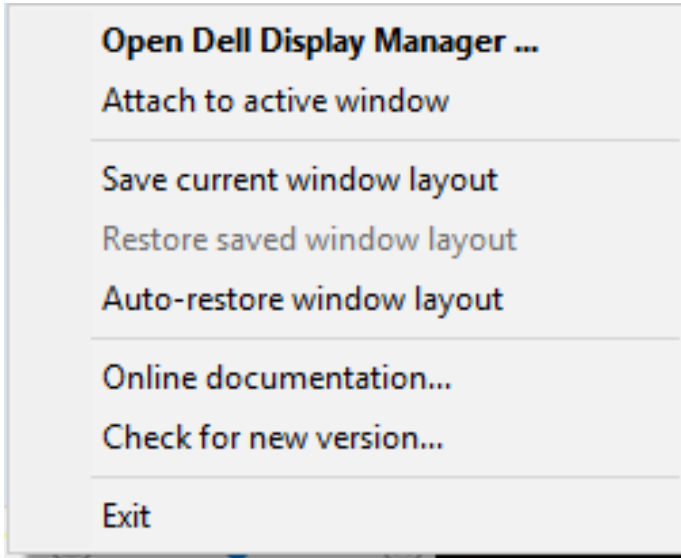 Open Dell Display Manager ...
Attach to active window
Save current window layout
Restore saved window layout
Auto-restore window layout
Online documentation...
Check for new version...
Exit